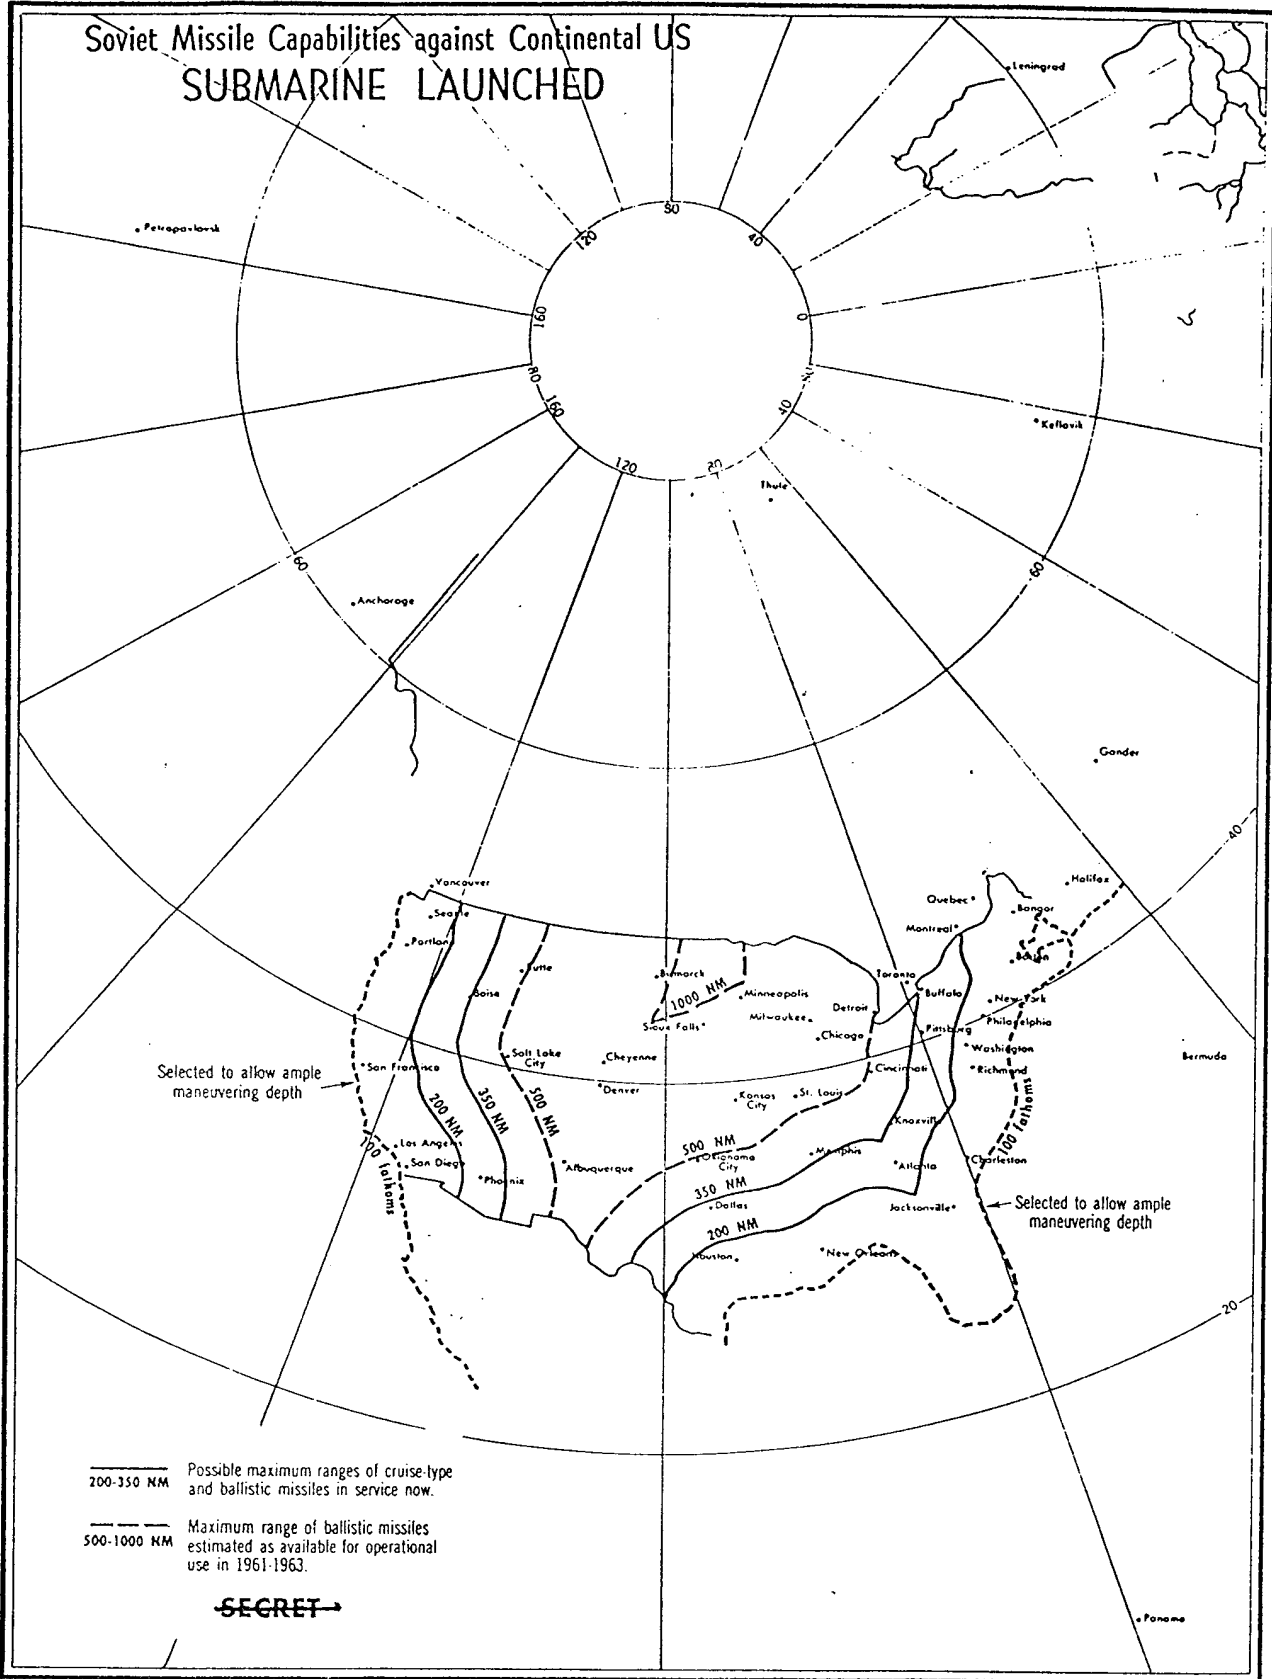 Soviet Missile Capabilities against Continental US
SUBMARINE LAUNCHED
Leningrad
Petropavlovsk
80
120
40
160
0
80
160
40
120
20
Keflavik
Thule
60
60
Anchorage
Gander
40
Vancouver
Halifax
Quebec
Seattle
Bangor
Montreal
Portland
Boston
Butte
Bismarck
Toronto
1000 NM
Boise
Minneapolis
Buffalo
New York
Detroit
Milwaukee
Sioux Falls
Philadelphia
Pittsburg
Chicago
Washington
Salt Lake
City
Cheyenne
Bermuda
San Francisco
Cincinnati
Richmond
Selected to allow ample
maneuvering depth
Denver
Kansas
City
St. Louis
200 NM
350 NM
500 NM
100 fathoms
Knoxville
500 NM
Los Angeles
100 fathoms
Oklahoma
City
Memphis
San Diego
Albuquerque
Atlanta
Charleston
Phoenix
350 NM
Dallas
Jacksonville
Selected to allow ample
maneuvering depth
200 NM
Houston
New Orleans
20
200-350 NM
Possible maximum ranges of cruise-type
and ballistic missiles in service now.
500-1000 NM
Maximum range of ballistic missiles
estimated as available for operational
use in 1961-1963.
SECRET
Panama